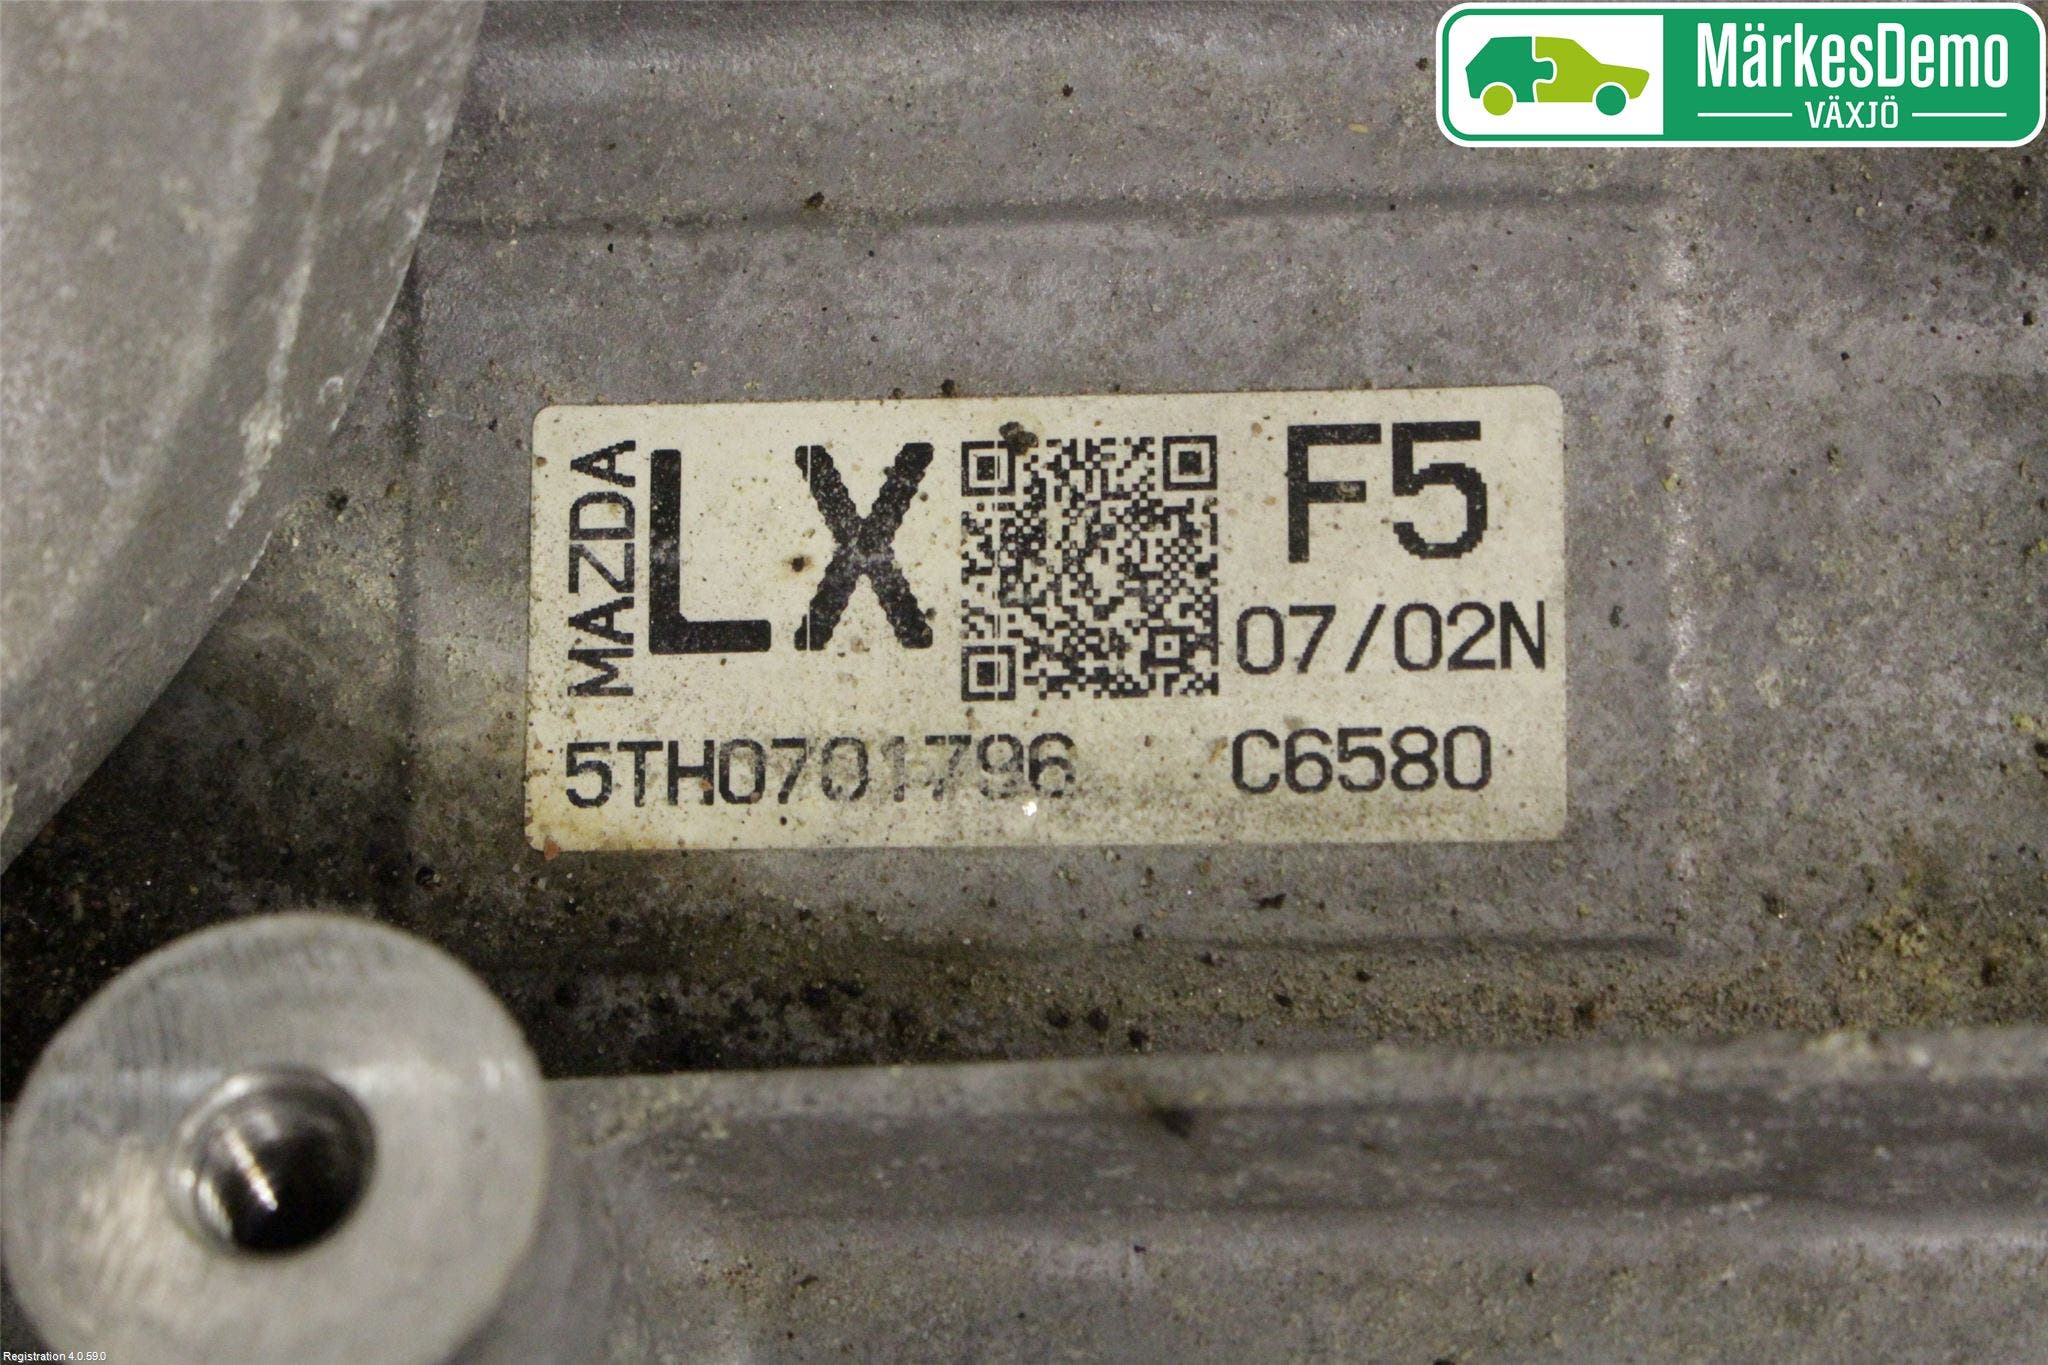 MärkesDemo
VÄXJÖ
MAZDA
LX
F5
07/02N
5TH0701796 C6580
Registration 4.0.59.0